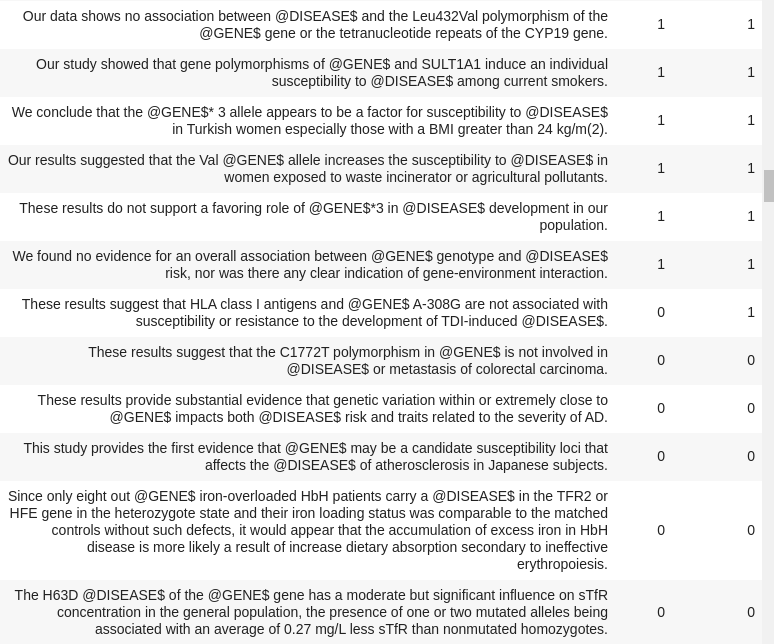 Our data shows no association between @DISEASE$ and the Leu432Val polymorphism of the
@GENE$ gene or the tetranucleotide repeats of the CYP19 gene. 1 1
Our study showed that gene polymorphisms of @GENE$ and SULT1A1 induce an individual
susceptibility to @DISEASE$ among current smokers. 1 1
We conclude that the @GENE$* 3 allele appears to be a factor for susceptibility to @DISEASE$
in Turkish women especially those with a BMI greater than 24 kg/m(2). 1 1
Our results suggested that the Val @GENE$ allele increases the susceptibility to @DISEASE$ in
women exposed to waste incinerator or agricultural pollutants. 1 1
These results do not support a favoring role of @GENE$*3 in @DISEASE$ development in our
population. 1 1
We found no evidence for an overall association between @GENE$ genotype and @DISEASE$
risk, nor was there any clear indication of gene-environment interaction. 1 1
These results suggest that HLA class I antigens and @GENE$ A-308G are not associated with
susceptibility or resistance to the development of TDI-induced @DISEASE$. 0 1
These results suggest that the C1772T polymorphism in @GENE$ is not involved in
@DISEASE$ or metastasis of colorectal carcinoma. 0 0
These results provide substantial evidence that genetic variation within or extremely close to
@GENE$ impacts both @DISEASE$ risk and traits related to the severity of AD. 0 0
This study provides the first evidence that @GENE$ may be a candidate susceptibility loci that
affects the @DISEASE$ of atherosclerosis in Japanese subjects. 0 0
Since only eight out @GENE$ iron-overloaded HbH patients carry a @DISEASE$ in the TFR2 or
HFE gene in the heterozygote state and their iron loading status was comparable to the matched
controls without such defects, it would appear that the accumulation of excess iron in HbH
disease is more likely a result of increase dietary absorption secondary to ineffective
erythropoiesis. 0 0
The H63D @DISEASE$ of the @GENE$ gene has a moderate but significant influence on sTfR
concentration in the general population, the presence of one or two mutated alleles being
associated with an average of 0.27 mg/L less sTfR than nonmutated homozygotes. 0 0